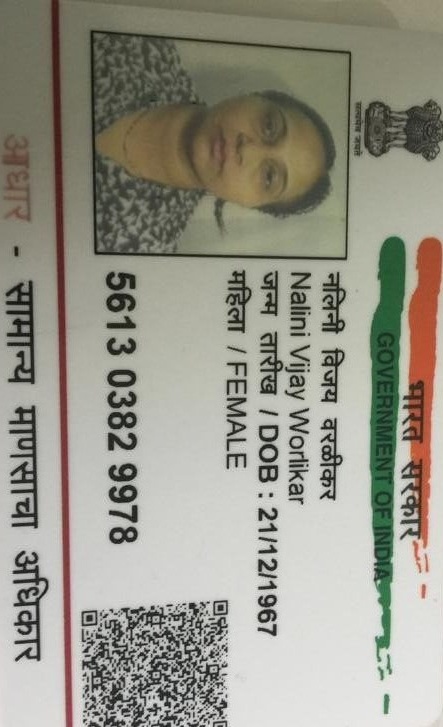 भारत सरकार
GOVERNMENT OF INDIA
सत्यमेव जयते
नलिनी विजय वरळीकर
Nalini Vijay Worlikar
जन्म तारीख / DOB : 21/12/1967
महिला / FEMALE
5613 0382 9978
आधार - सामान्य माणसाचा अधिकार